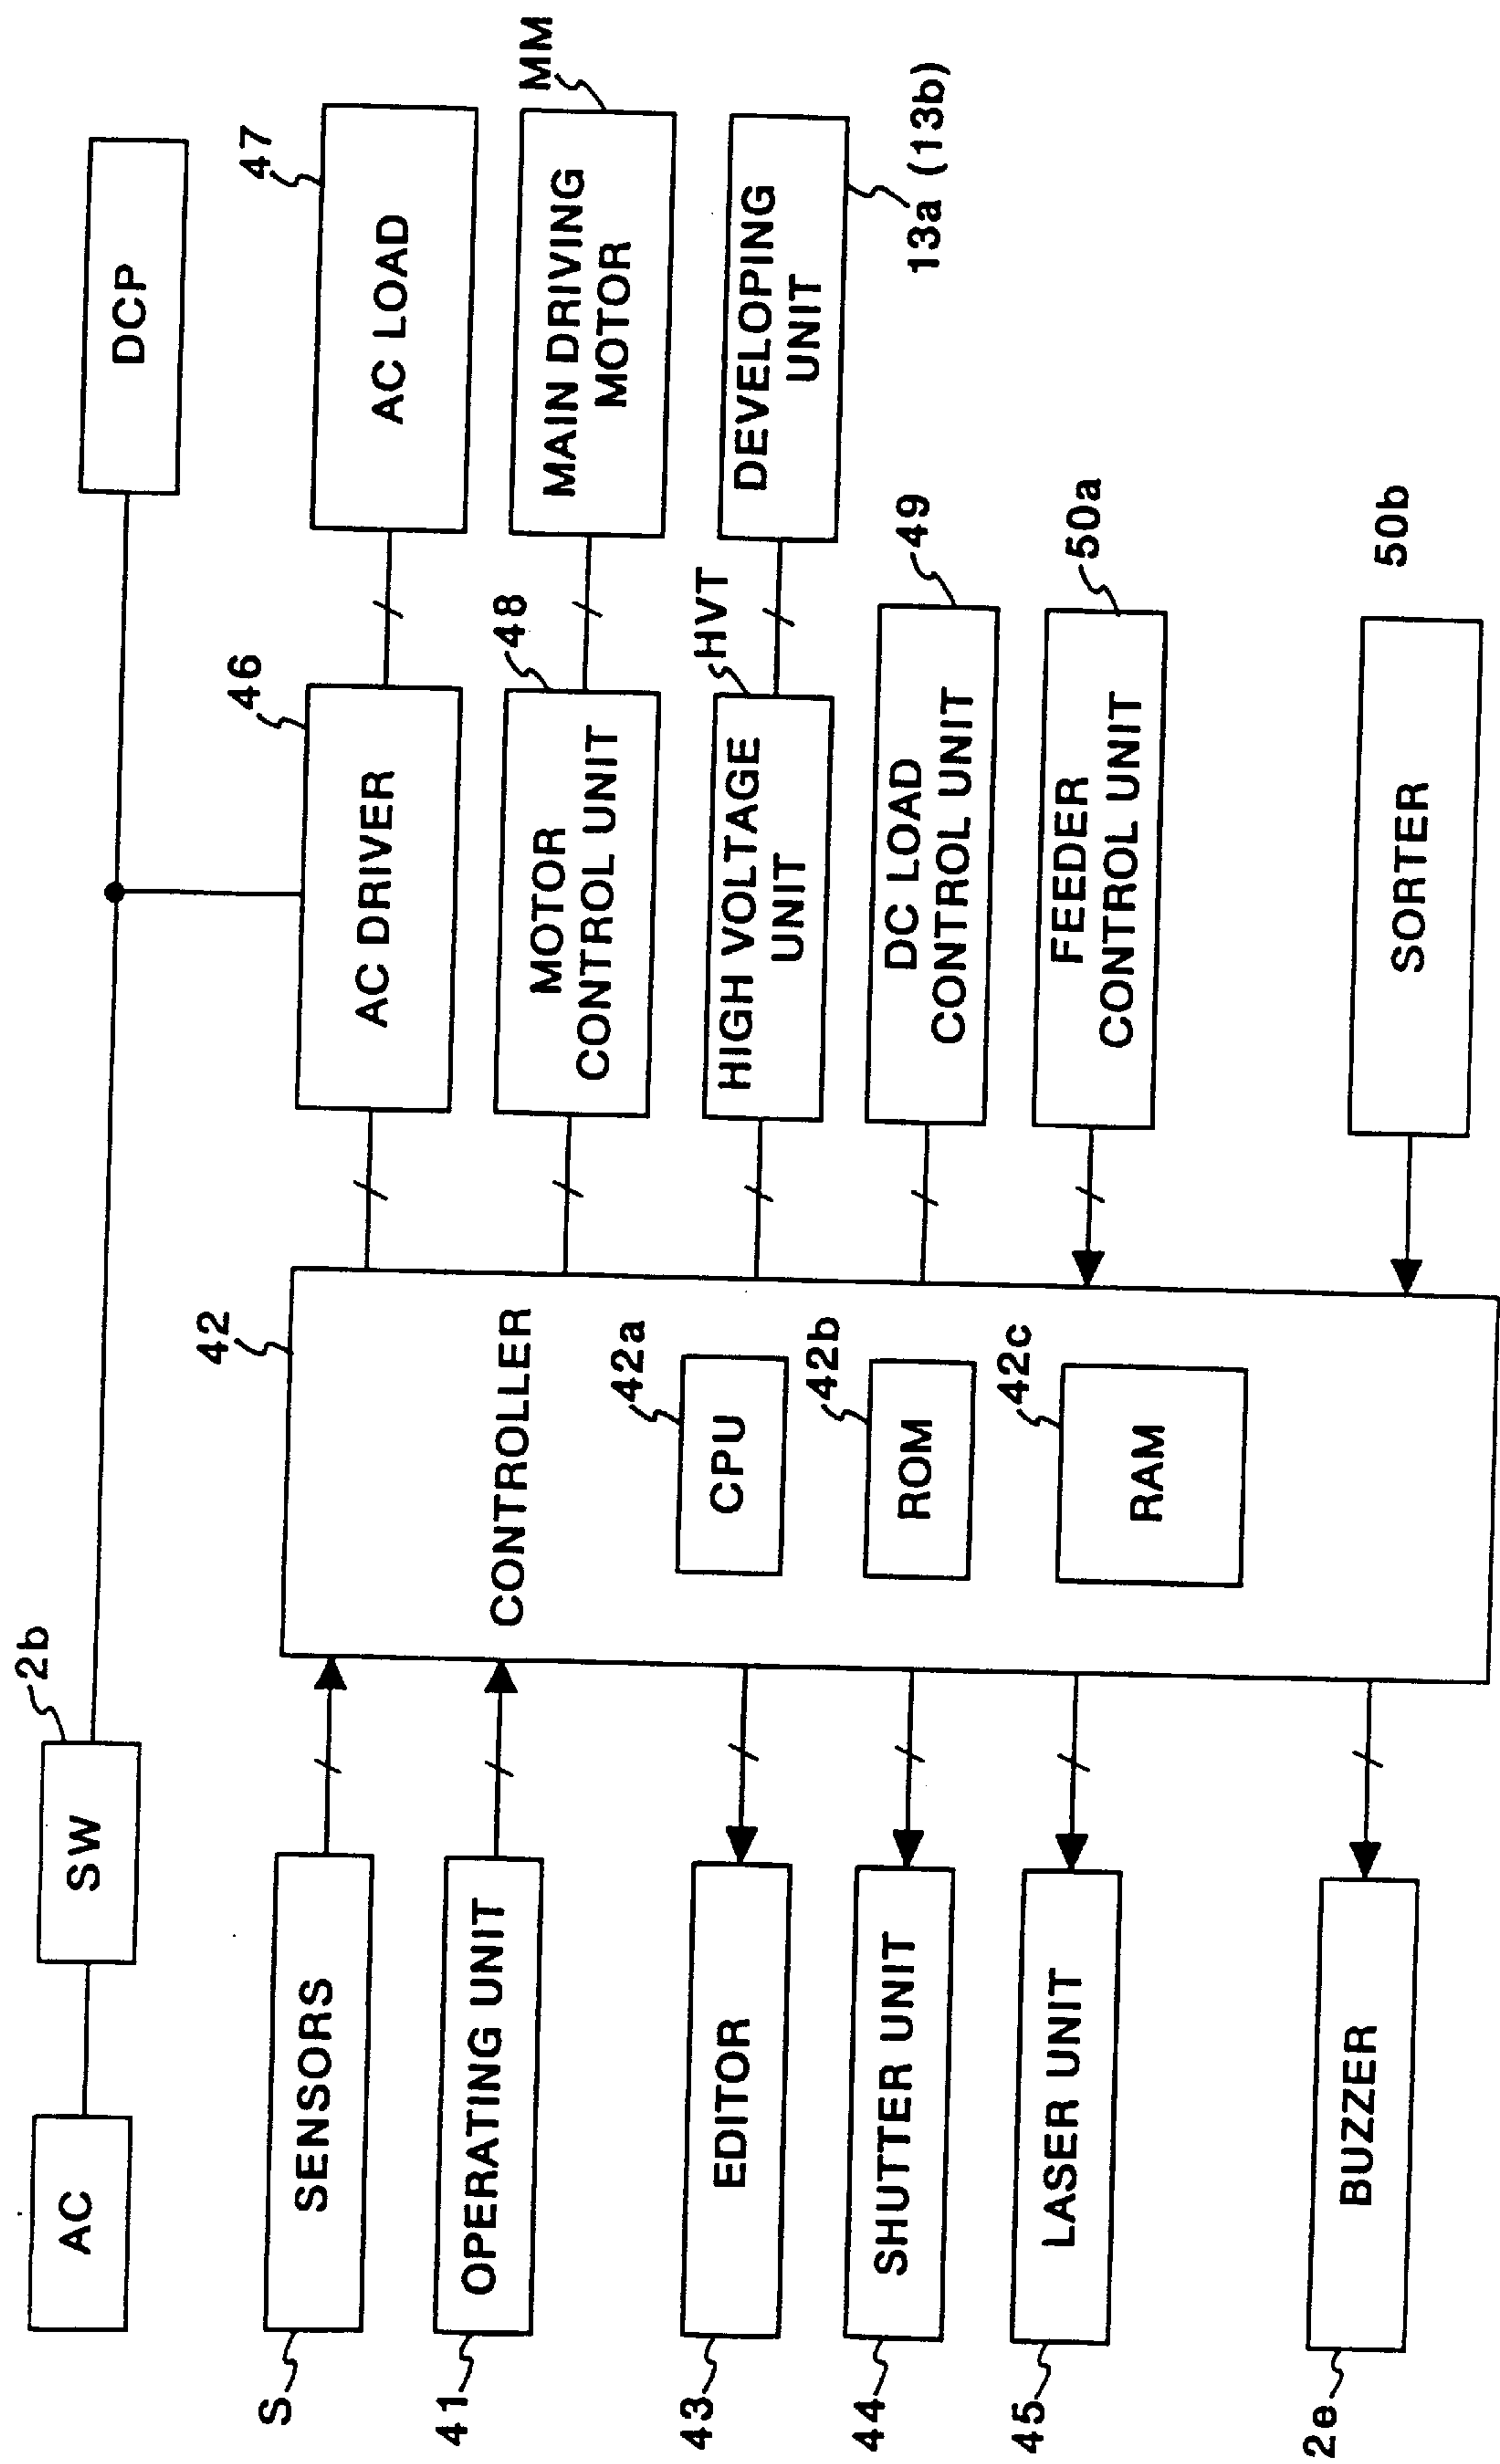 AC
SW
2b
DCP
SENSORS
S
OPERATING UNIT
41
EDITOR
43
SHUTTER UNIT
44
LASER UNIT
45
BUZZER
2e
42
CONTROLLER
42a
CPU
42b
ROM
42c
RAM
46
AC DRIVER
47
AC LOAD
48
MOTOR
CONTROL UNIT
MM
MAIN DRIVING
MOTOR
HVT
HIGH VOLTAGE
UNIT
DEVELOPING
UNIT
13a (13b)
49
DC LOAD
CONTROL UNIT
50a
FEEDER
CONTROL UNIT
50b
SORTER